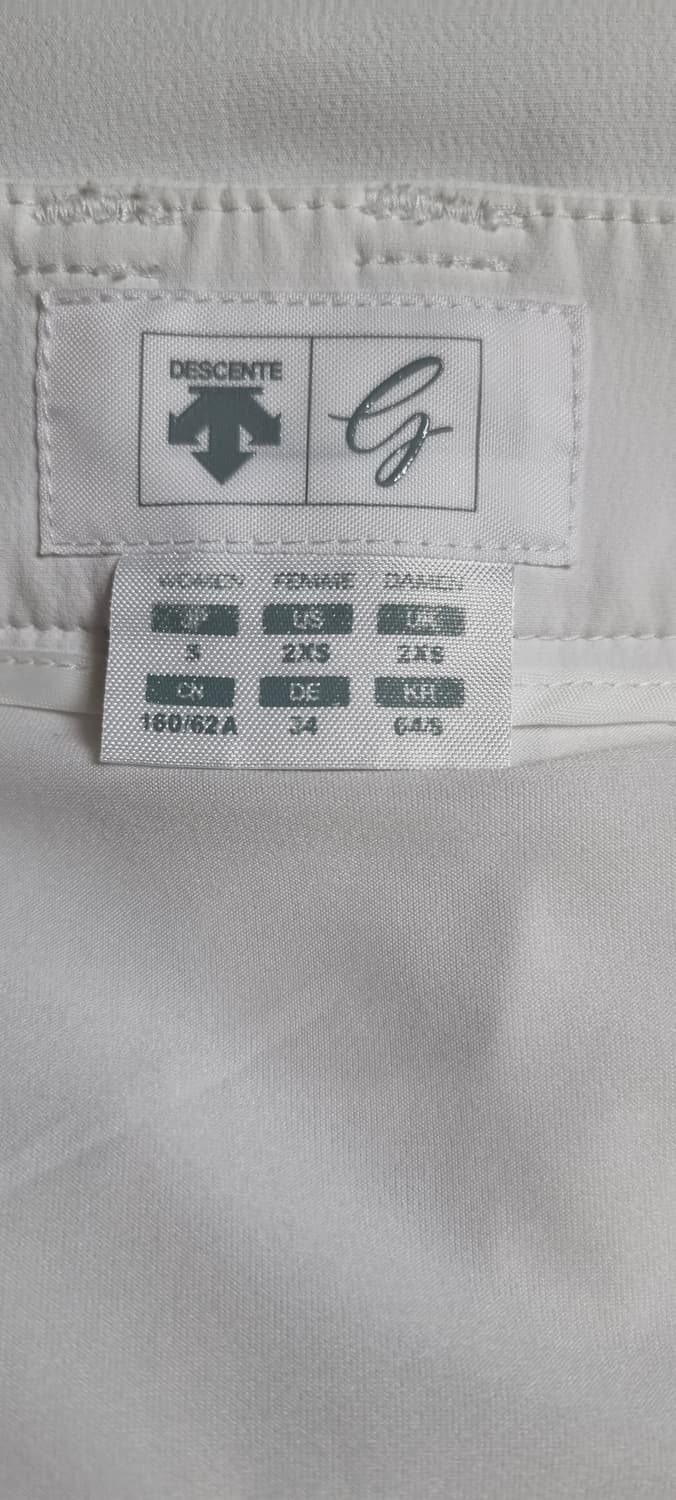 DESCENTE G
WOMEN FEMME DAMEN
JP US UK
S 2XS 2XS
CN DE KR
160/62A 34 64/S